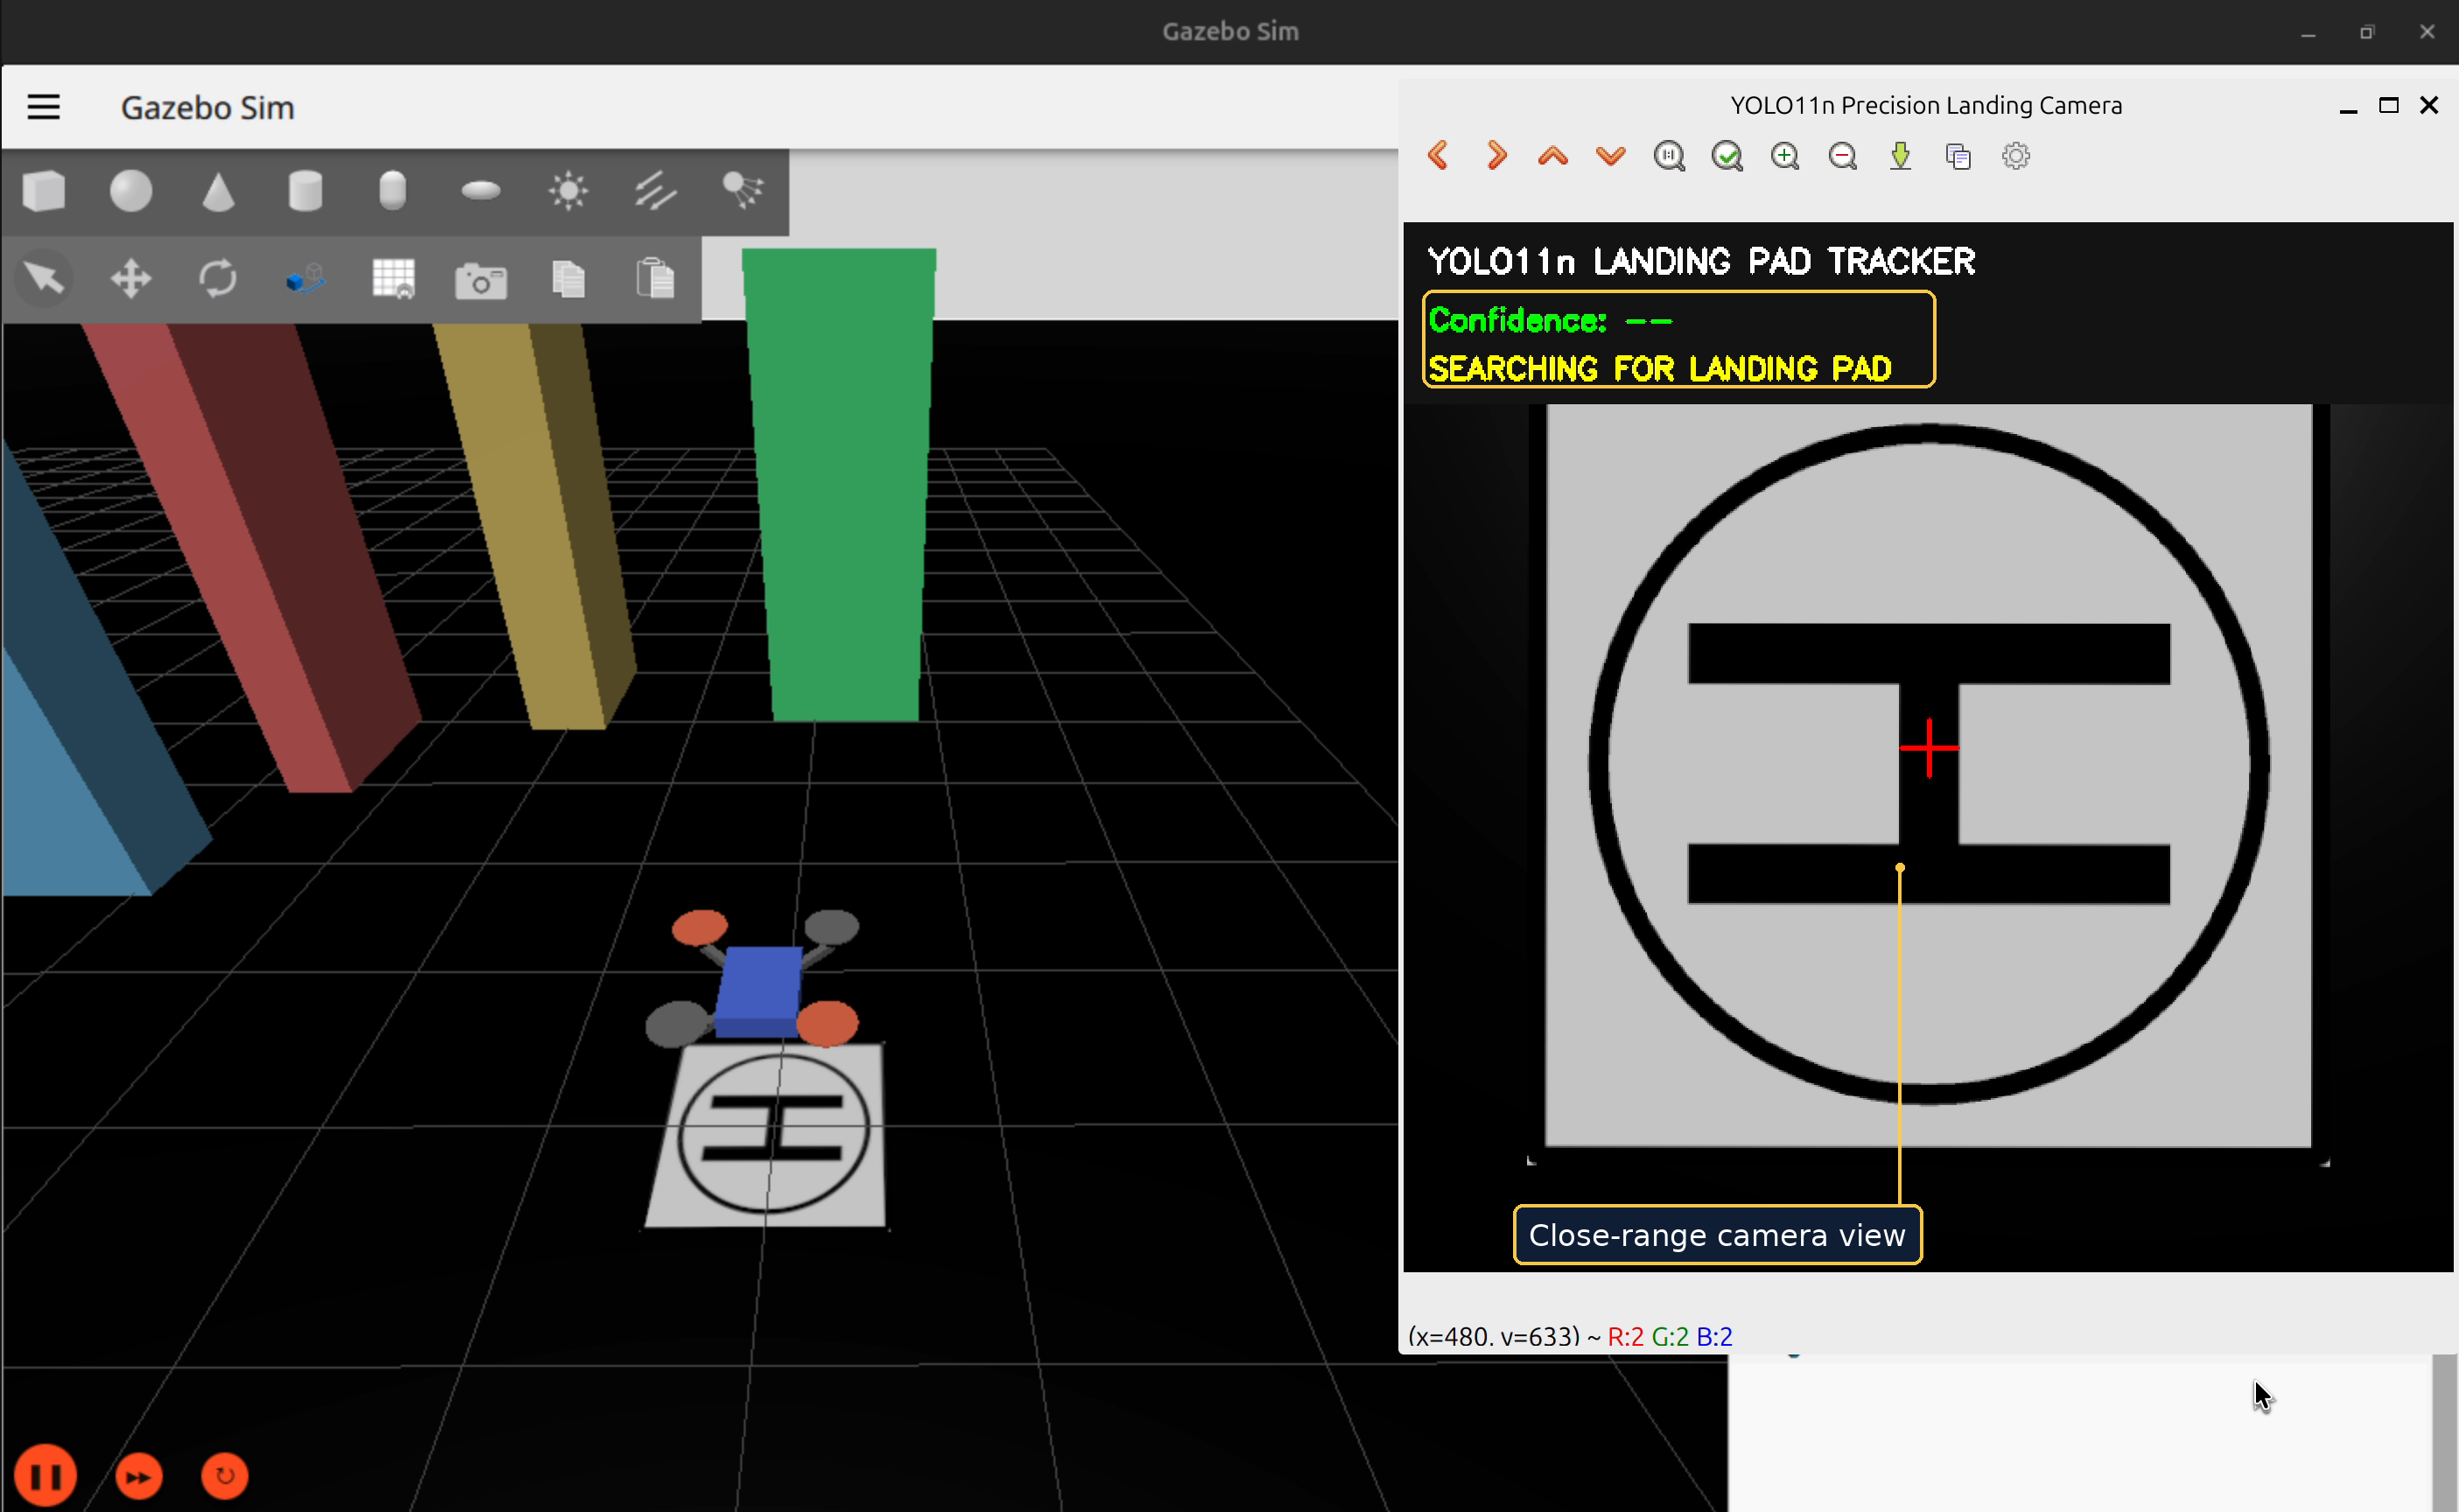 Gazebo Sim
Gazebo Sim
YOLO11n Precision Landing Camera
YOLO11n LANDING PAD TRACKER
Confidence: --
SEARCHING FOR LANDING PAD
H
H
Close-range camera view
(x=480, y=633) ~ R:2 G:2 B:2